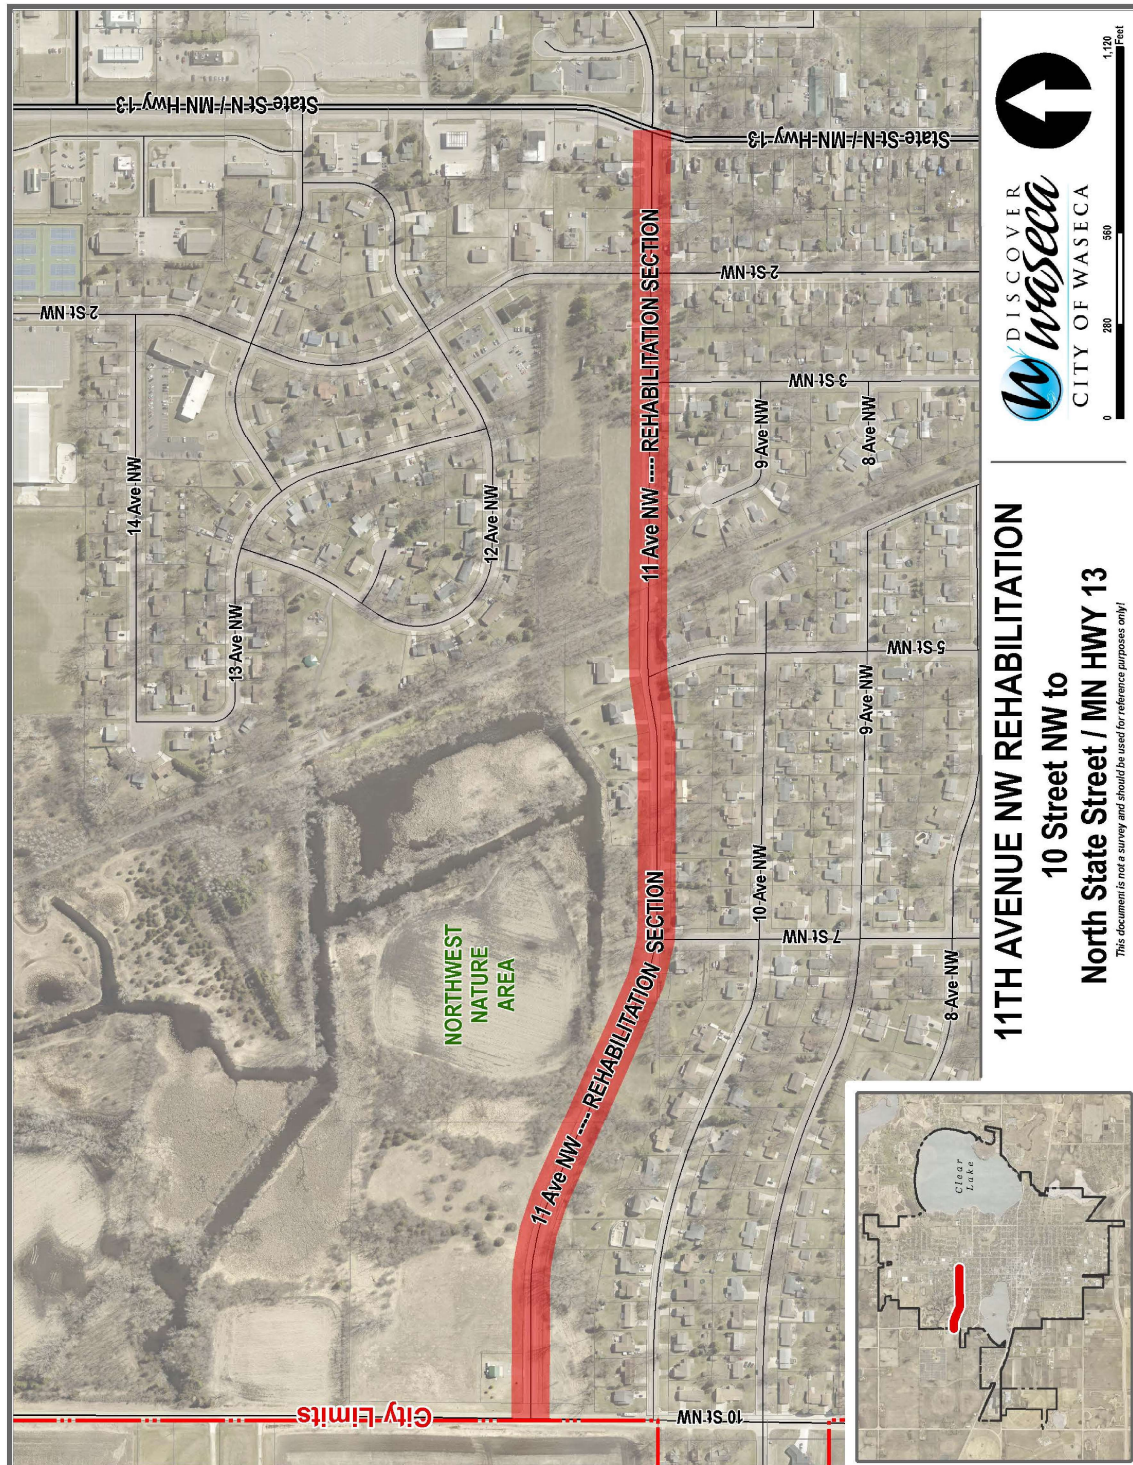 State St N / MN Hwy 13
State St N / MN Hwy 13
2 St NW
2 St NW
14 Ave NW
13 Ave NW
12 Ave NW
11 Ave NW ---- REHABILITATION SECTION
11 Ave NW ---- REHABILITATION SECTION
3 St NW
9 Ave NW
8 Ave NW
5 St NW
9 Ave NW
10 Ave NW
7 St NW
8 Ave NW
10 St NW
NORTHWEST
NATURE
AREA
City Limits
11TH AVENUE NW REHABILITATION
10 Street NW to
North State Street / MN HWY 13
This document is not a survey and should be used for reference purposes only!
W DISCOVER
waseca
CITY OF WASECA
0 280 560 1,120
Feet
Clear
Lake